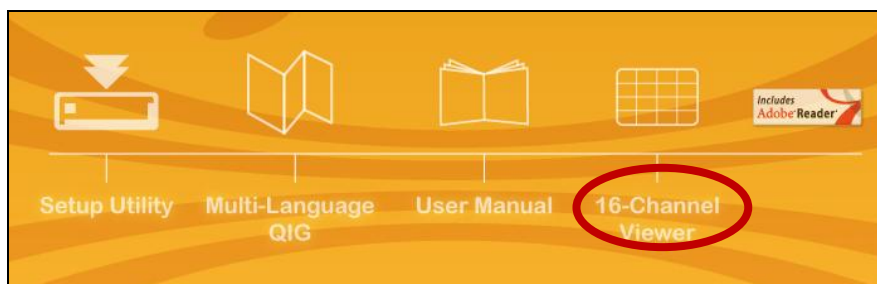 Includes
Adobe Reader
Setup Utility
Multi-Language
QIG
User Manual
16-Channel
Viewer